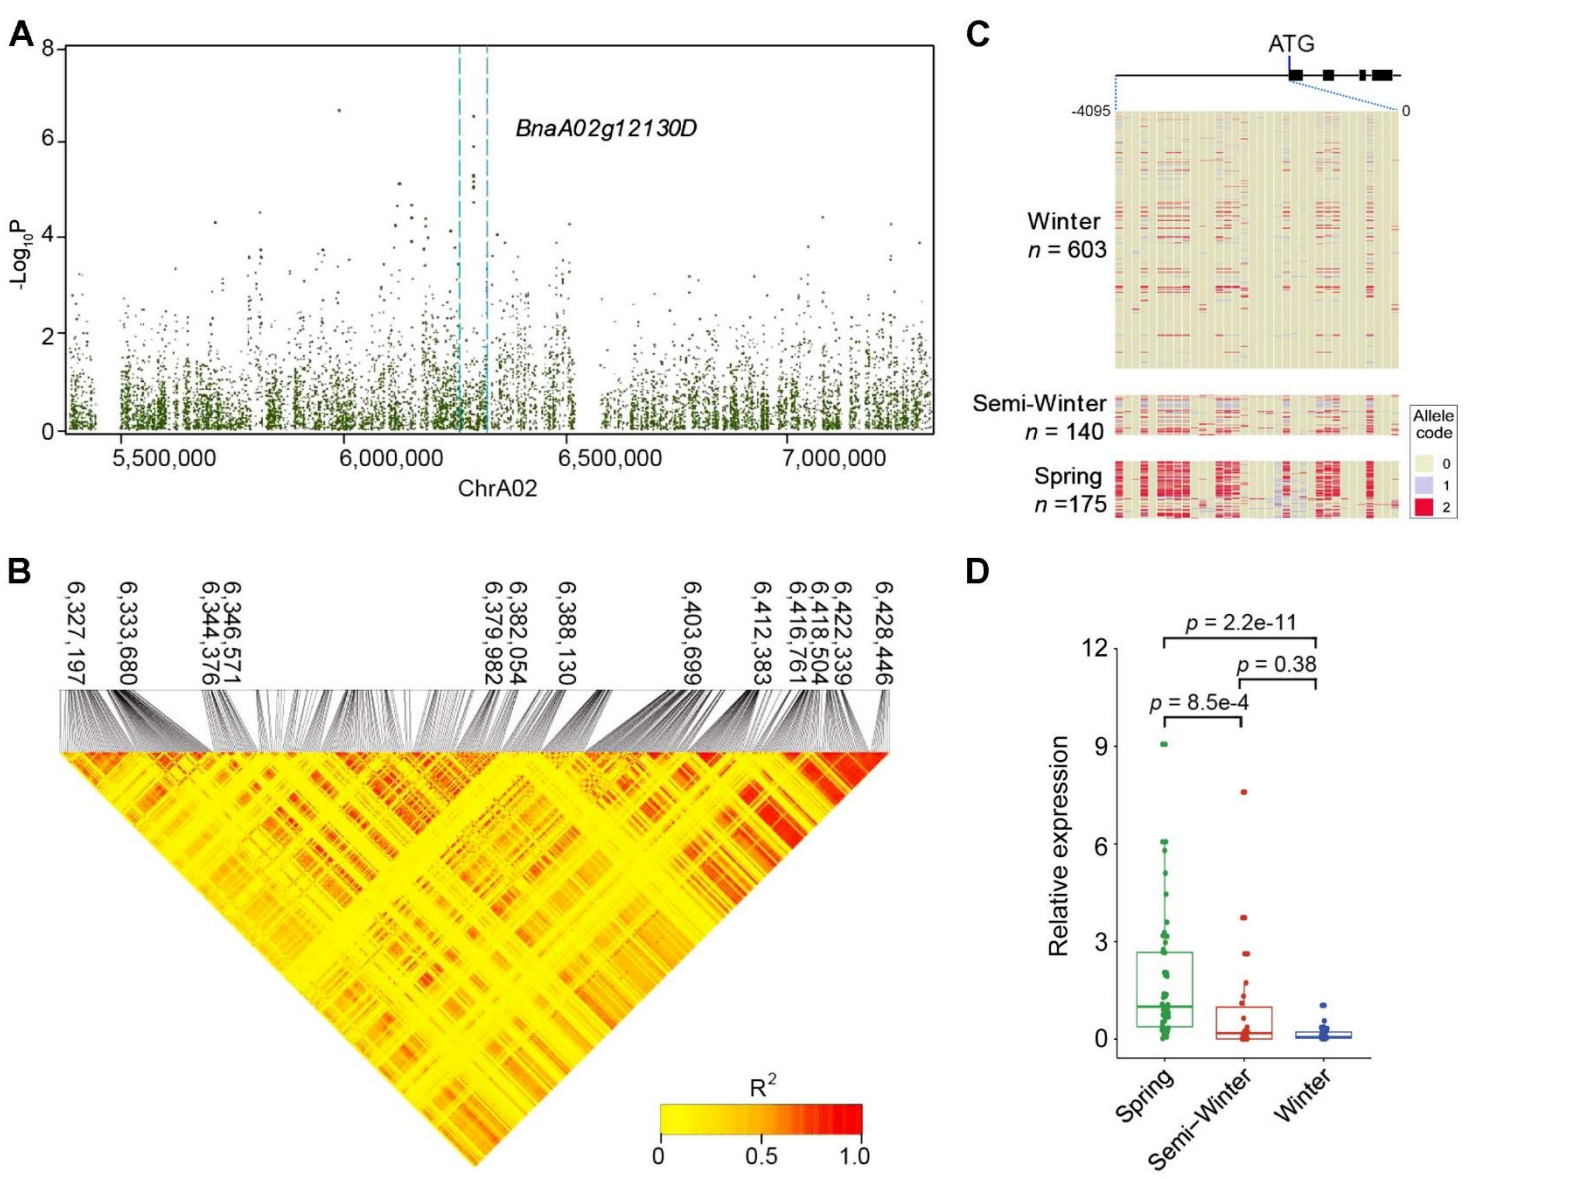 A
8
6
4
2
0
-Log10P
BnaA02g12130D
5,500,000
6,000,000
6,500,000
7,000,000
ChrA02
B
6,327,197
6,333,680
6,344,376
6,346,571
6,379,982
6,382,054
6,388,130
6,403,699
6,412,383
6,416,761
6,418,504
6,422,339
6,428,446
R2
0
0.5
1.0
C
ATG
-4095
0
Winter
n = 603
Semi-Winter
n = 140
Spring
n =175
Allele
code
0
1
2
D
p = 2.2e-11
p = 0.38
p = 8.5e-4
12
9
6
3
0
Relative expression
Spring
Semi-Winter
Winter